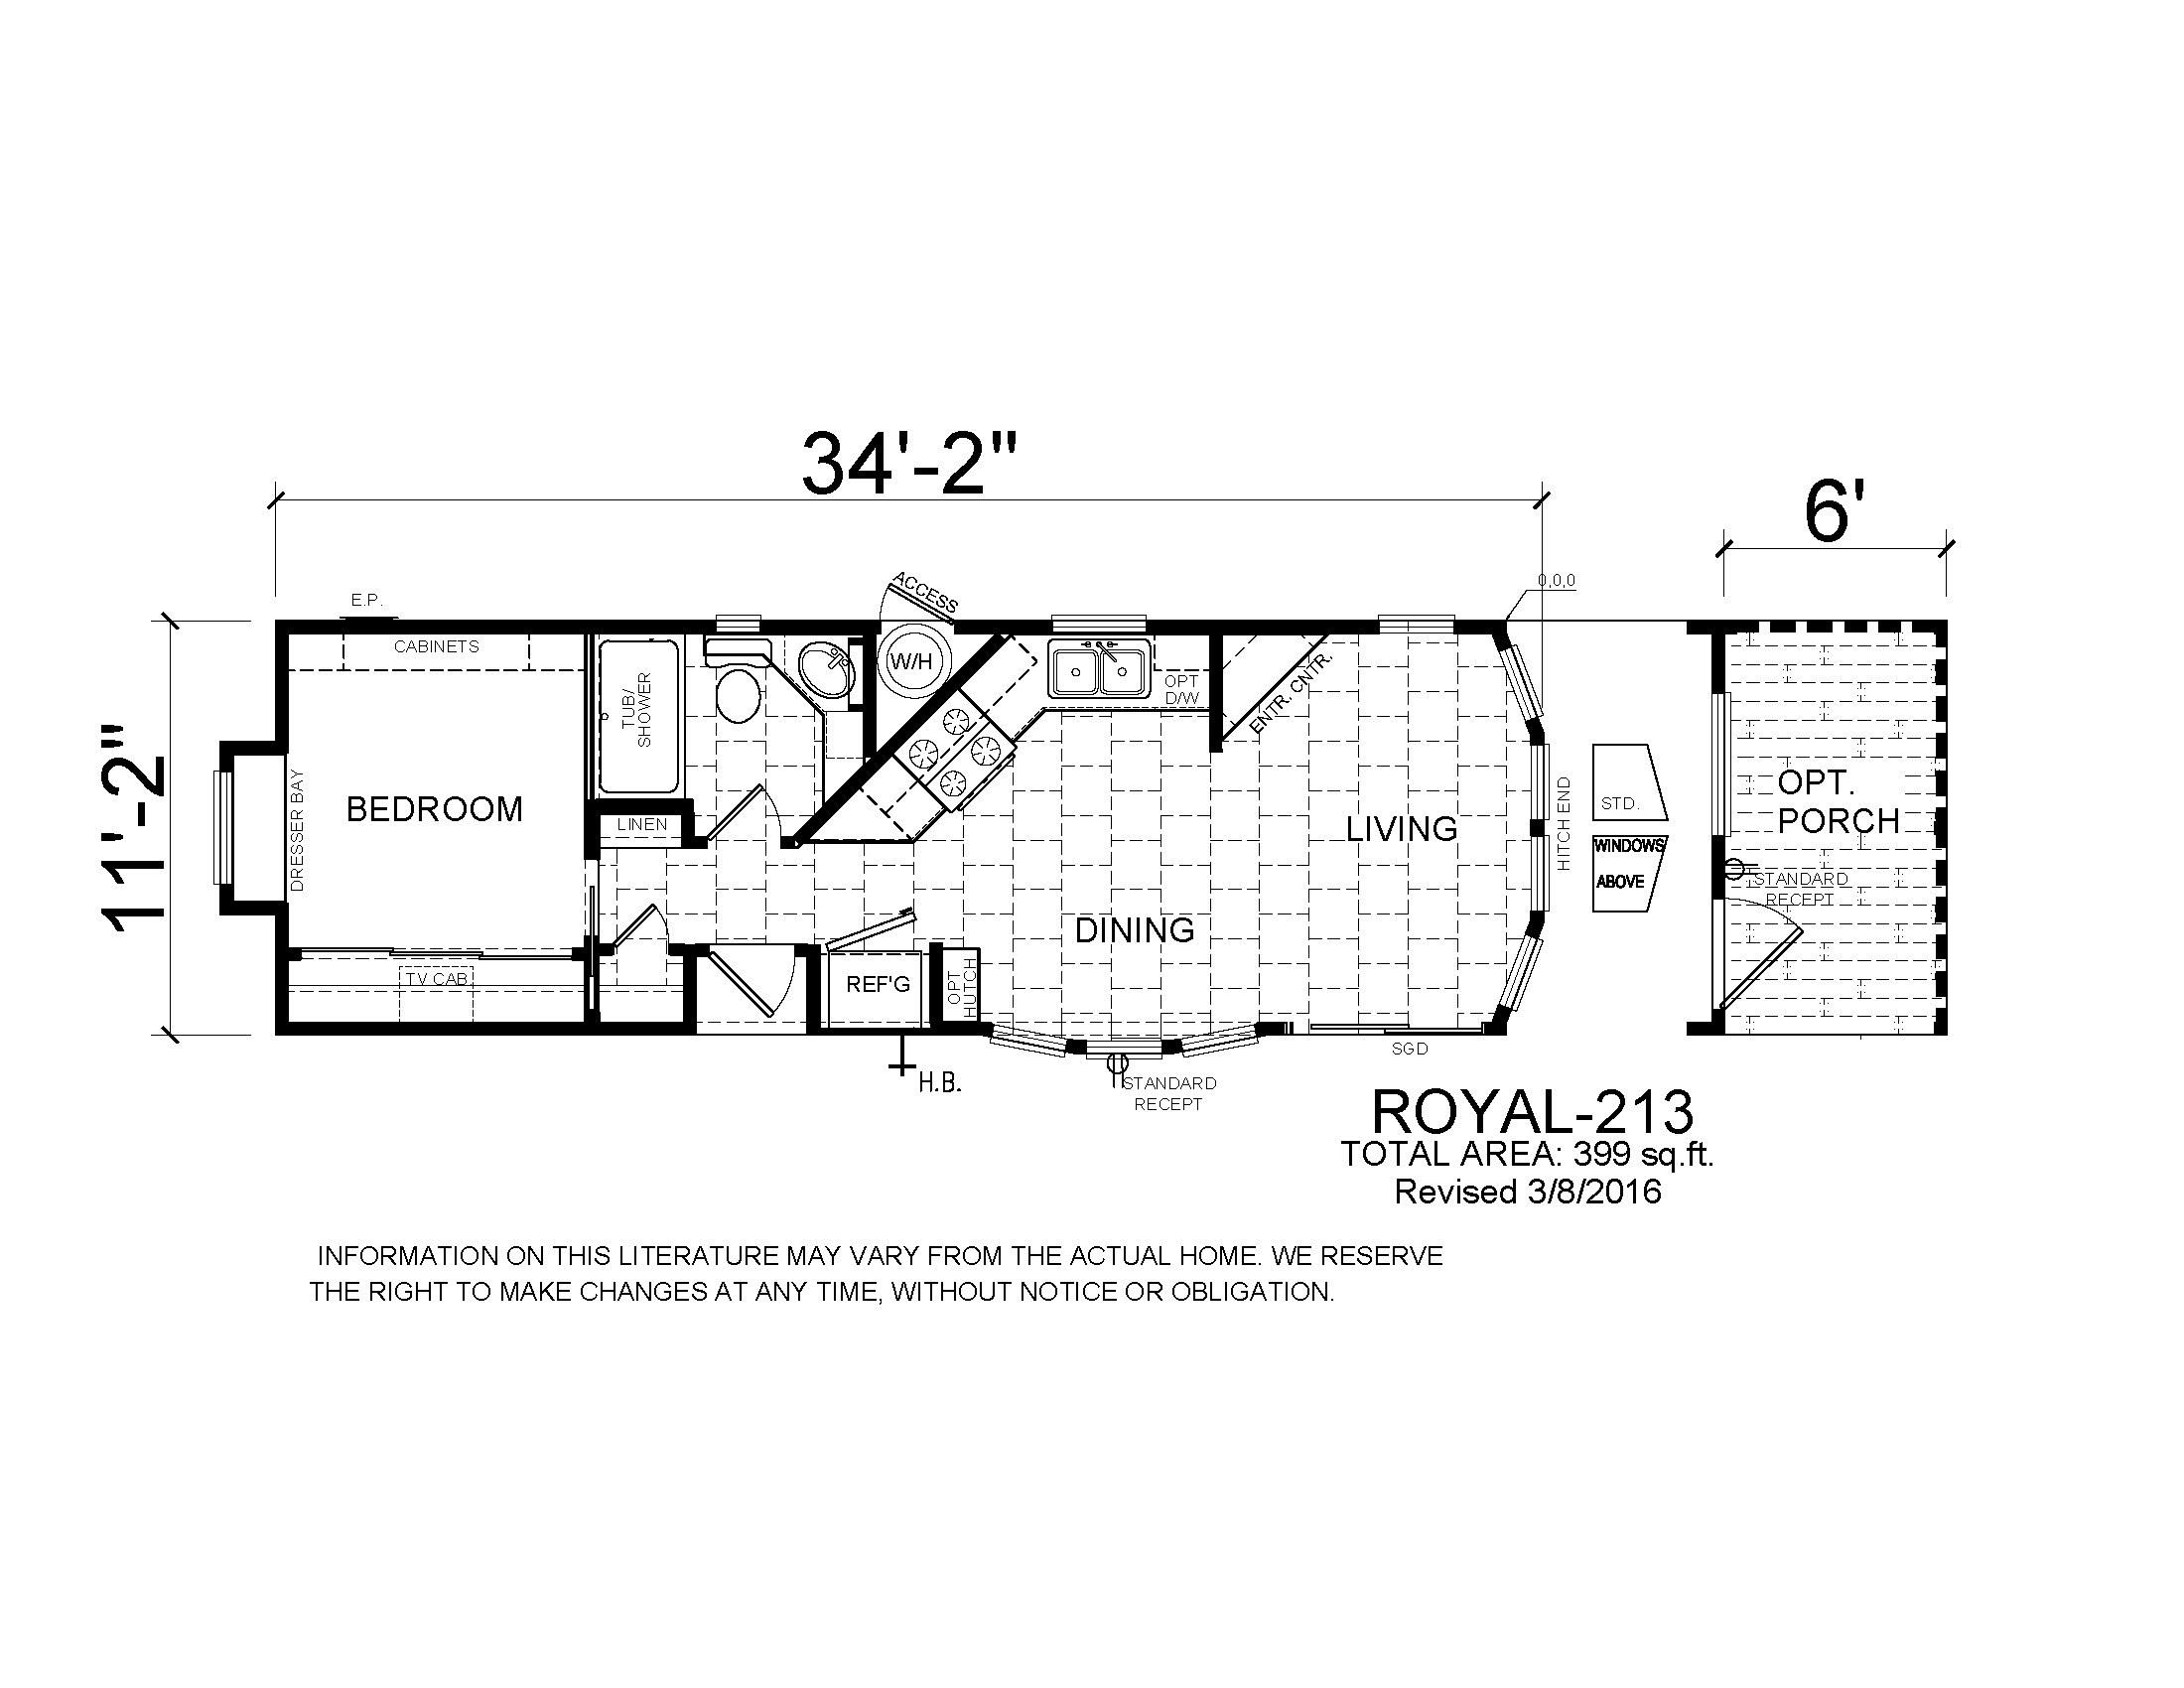 34'-2"
6'
ACCESS
0,0,0
E.P.
CABINETS
W/H
TUB/
SHOWER
OPT
D/W
ENTR. CNTR.
11'-2"
DRESSER BAY
BEDROOM
LINEN
LIVING
HITCH END
STD.
WINDOWS
ABOVE
OPT.
PORCH
STANDARD
RECEPT
DINING
TV CAB
REF'G
OPT
HUTCH
SGD
H.B.
STANDARD
RECEPT
ROYAL-213
TOTAL AREA: 399 sq.ft.
Revised 3/8/2016
INFORMATION ON THIS LITERATURE MAY VARY FROM THE ACTUAL HOME. WE RESERVE
THE RIGHT TO MAKE CHANGES AT ANY TIME, WITHOUT NOTICE OR OBLIGATION.